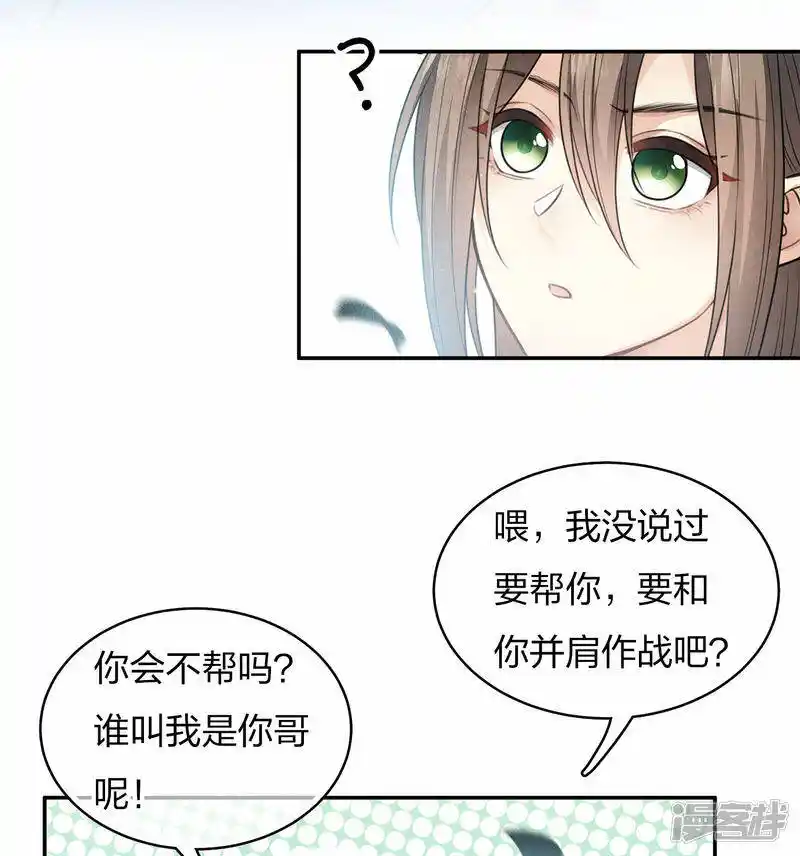 ?
喂，我没说过
要帮你，要和
你并肩作战吧？
你会不帮吗？
谁叫我是你哥
呢！
漫客栈